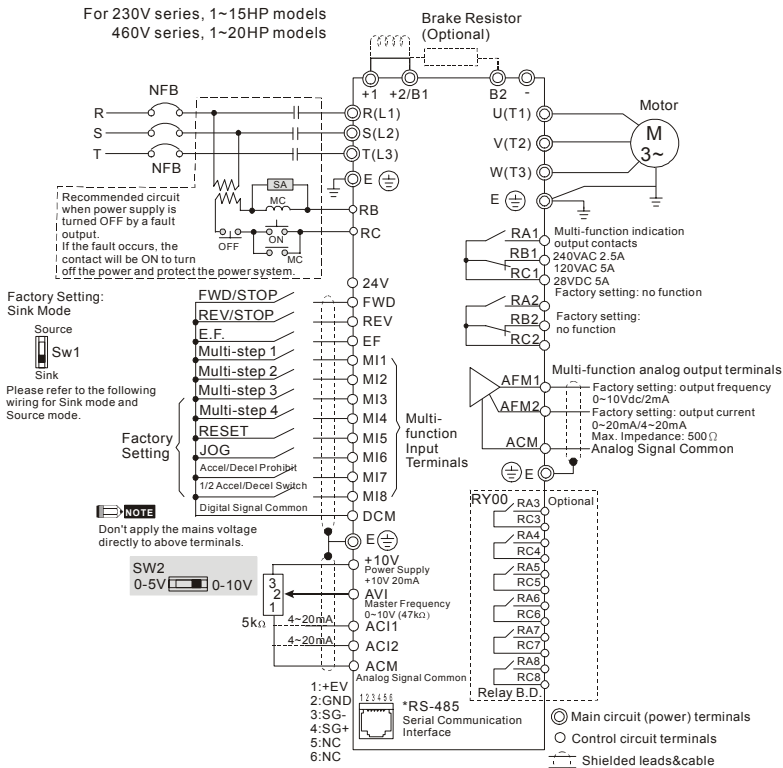 For 230V series, 1~15HP models
460V series, 1~20HP models
Brake Resistor
(Optional)
+1
+2/B1
B2
-
NFB
R
S
T
NFB
R(L1)
S(L2)
T(L3)
E
SA
MC
RB
RC
OFF
ON
MC
Recommended circuit
when power supply is
turned OFF by a fault
output.
If the fault occurs, the
contact will be ON to turn
off the power and protect the power system.
U(T1)
V(T2)
W(T3)
E
Motor
M
3~
RA1
RB1
RC1
Multi-function indication
output contacts
240VAC 2.5A
120VAC 5A
28VDC 5A
Factory setting: no function
RA2
RB2
RC2
Factory setting:
no function
Factory Setting:
Sink Mode
Source
Sw1
Sink
Please refer to the following
wiring for Sink mode and
Source mode.
24V
FWD/STOP
FWD
REV/STOP
REV
E.F.
EF
Multi-step 1
MI1
Multi-step 2
MI2
Multi-step 3
MI3
Multi-step 4
MI4
RESET
MI5
JOG
MI6
Accel/Decel Prohibit
MI7
1/2 Accel/Decel Switch
MI8
Digital Signal Common
DCM
Factory
Setting
Multi-
function
Input
Terminals
NOTE
Don't apply the mains voltage
directly to above terminals.
Multi-function analog output terminals
AFM1
Factory setting: output frequency
0~10Vdc/2mA
AFM2
Factory setting: output current
0~20mA/4~20mA
Max. Impedance: 500Ω
ACM
Analog Signal Common
E
E
SW2
0-5V
0-10V
3
2
1
5kΩ
+10V
Power Supply
+10V 20mA
AVI
Master Frequency
0~10V (47kΩ)
4~20mA
ACI1
4~20mA
ACI2
ACM
Analog Signal Common
RY00
Optional
RA3
RC3
RA4
RC4
RA5
RC5
RA6
RC6
RA7
RC7
RA8
RC8
Relay B.D.
1:+EV
2:GND
3:SG-
4:SG+
5:NC
6:NC
1 2 3 4 5 6
*RS-485
Serial Communication
Interface
Main circuit (power) terminals
Control circuit terminals
Shielded leads&cable